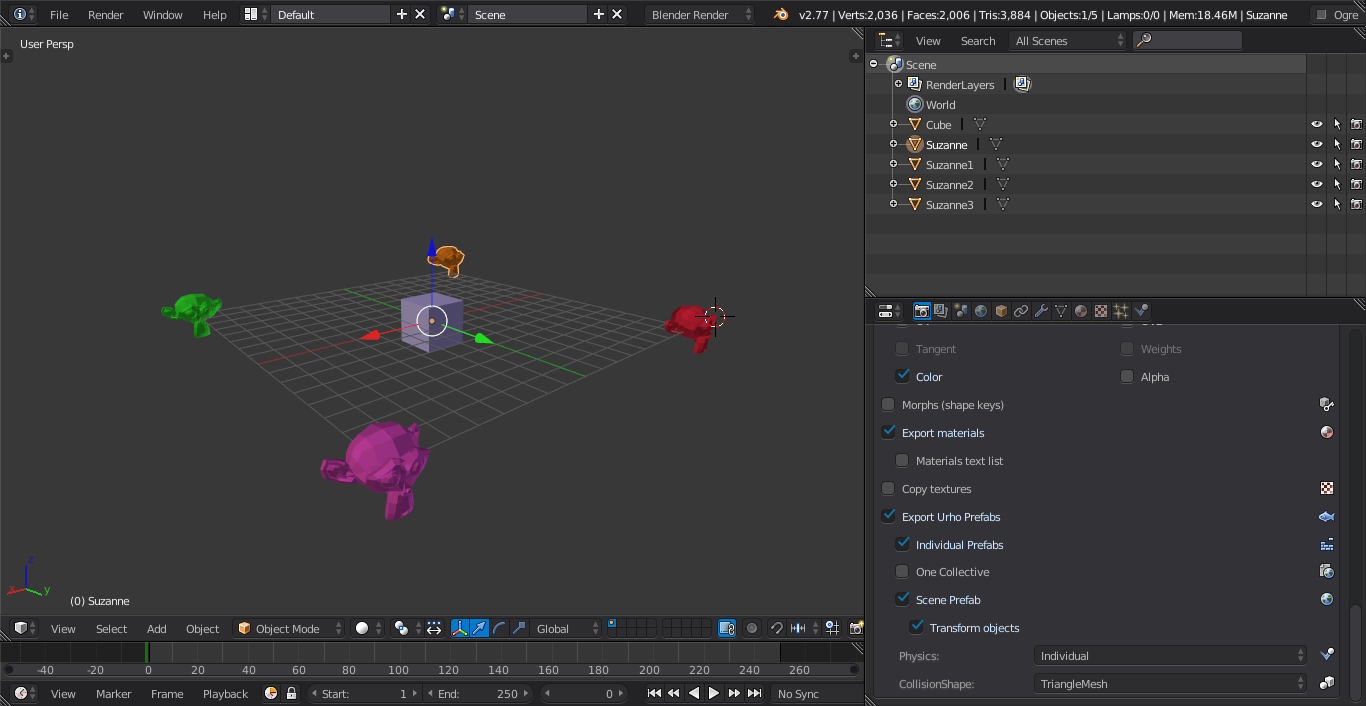 File Render Window Help Default Scene Blender Render v2.77 | Verts:2,036 | Faces:2,006 | Tris:3,884 | Objects:1/5 | Lamps:0/0 | Mem:18.46M | Suzanne Ogre
User Persp
View Search All Scenes
Scene
RenderLayers
World
Cube
Suzanne
Suzanne1
Suzanne2
Suzanne3
Tangent Weights
Color Alpha
Morphs (shape keys)
Export materials
Materials text list
Copy textures
Export Urho Prefabs
Individual Prefabs
One Collective
Scene Prefab
Transform objects
Physics: Individual
CollisionShape: TriangleMesh
z
x y
(0) Suzanne
View Select Add Object Object Mode Global
-40 -20 0 20 40 60 80 100 120 140 160 180 200 220 240 260
View Marker Frame Playback Start: 1 End: 250 0 No Sync